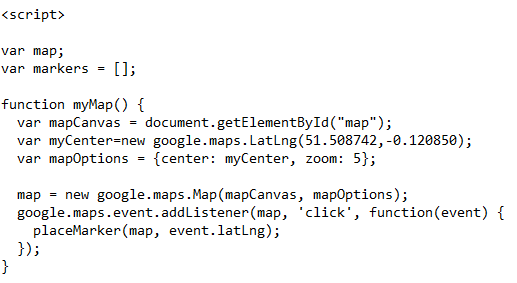 <script>
var map;
var markers = [];
function myMap() {
  var mapCanvas = document.getElementById("map");
  var myCenter=new google.maps.LatLng(51.508742,-0.120850);
  var mapOptions = {center: myCenter, zoom: 5};
  map = new google.maps.Map(mapCanvas, mapOptions);
  google.maps.event.addListener(map, 'click', function(event) {
    placeMarker(map, event.latLng);
  });
}